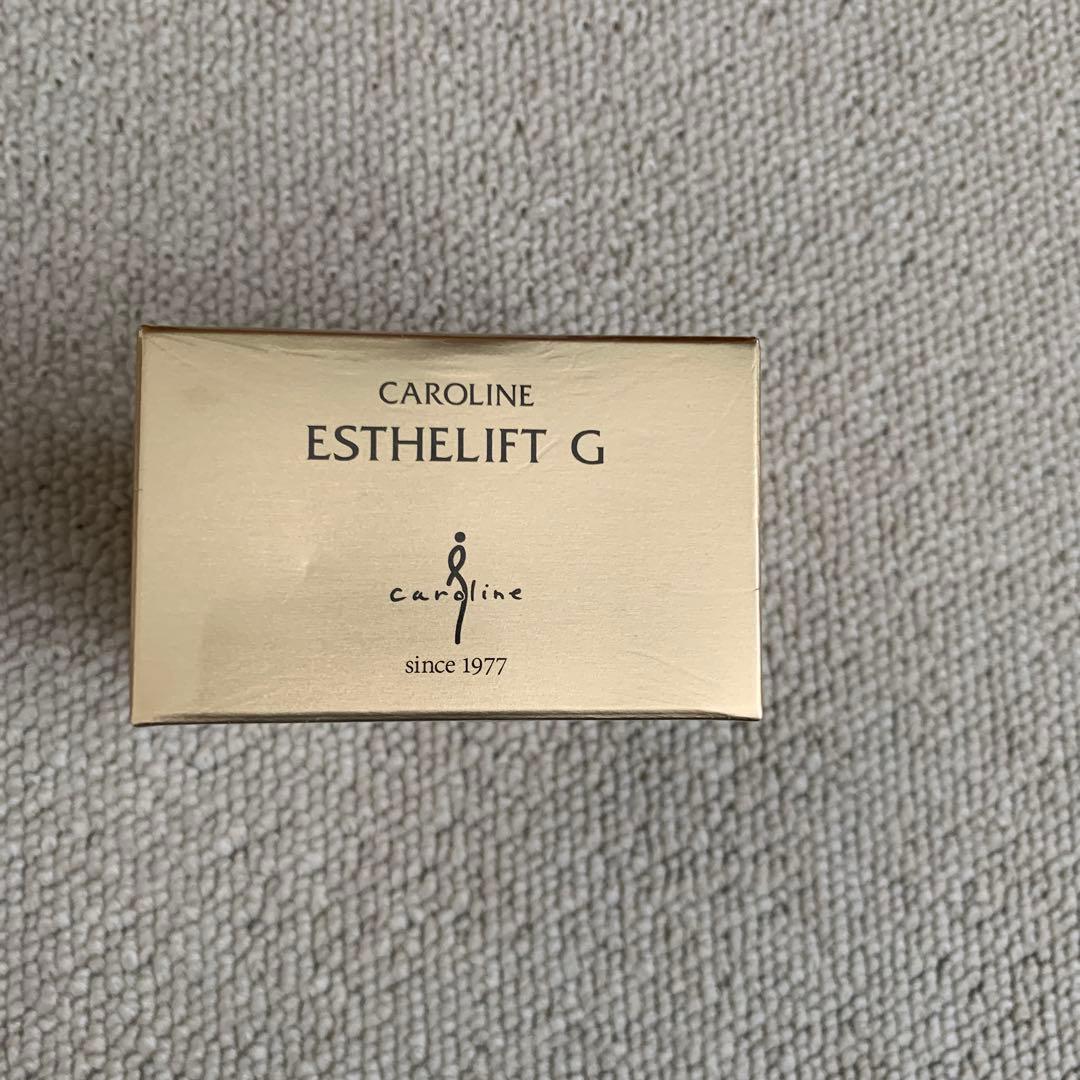 CAROLINE
ESTHELIFT G
caroline
since 1977